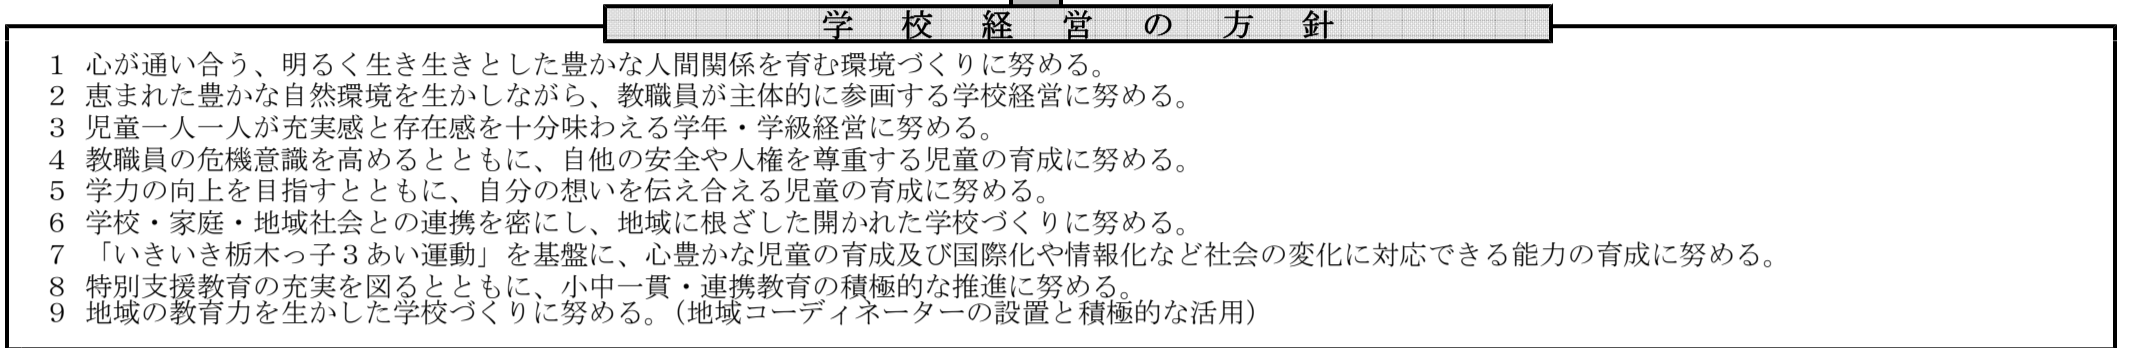 学校経営の方針
1 心が通い合う、明るく生き生きとした豊かな人間関係を育む環境づくりに努める。
2 恵まれた豊かな自然環境を生かしながら、教職員が主体的に参画する学校経営に努める。
3 児童一人一人が充実感と存在感を十分味わえる学年・学級経営に努める。
4 教職員の危機意識を高めるとともに、自他の安全や人権を尊重する児童の育成に努める。
5 学力の向上を目指すとともに、自分の想いを伝え合える児童の育成に努める。
6 学校・家庭・地域社会との連携を密にし、地域に根ざした開かれた学校づくりに努める。
7 「いきいき栃木っ子３あい運動」を基盤に、心豊かな児童の育成及び国際化や情報化など社会の変化に対応できる能力の育成に努める。
8 特別支援教育の充実を図るとともに、小中一貫・連携教育の積極的な推進に努める。
9 地域の教育力を生かした学校づくりに努める。（地域コーディネーターの設置と積極的な活用）